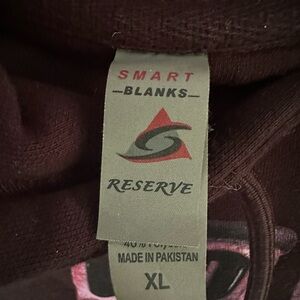 SMART
—BLANKS—
RESERVE
MADE IN PAKISTAN
XL